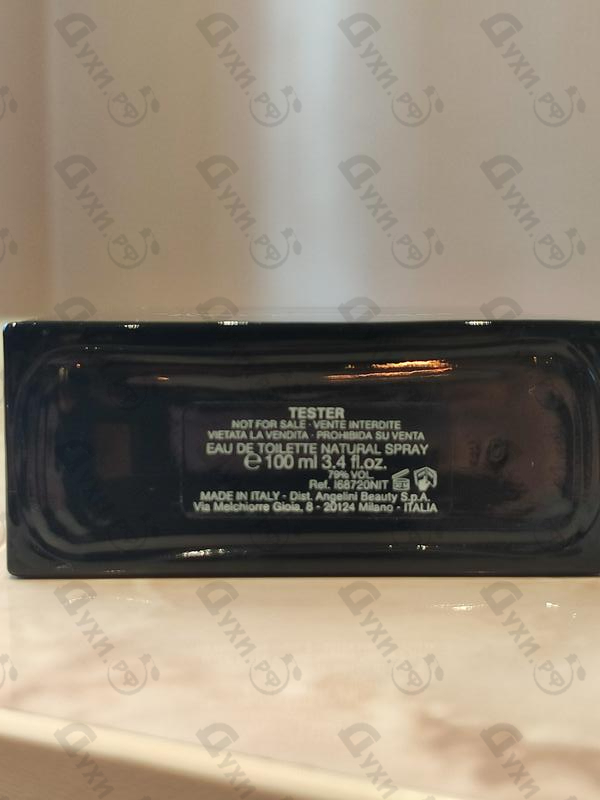 TESTER
NOT FOR SALE - VENTE INTERDITE
VIETATA LA VENDITA - PROHIBIDA SU VENTA
EAU DE TOILETTE NATURAL SPRAY
℮ 100 ml 3.4 fl.oz.
79% VOL.
Ref. I68720NIT
MADE IN ITALY - Dist. Angelini Beauty S.p.A.
Via Melchiorre Gioia, 8 - 20124 Milano - ITALIA
Духи.рф